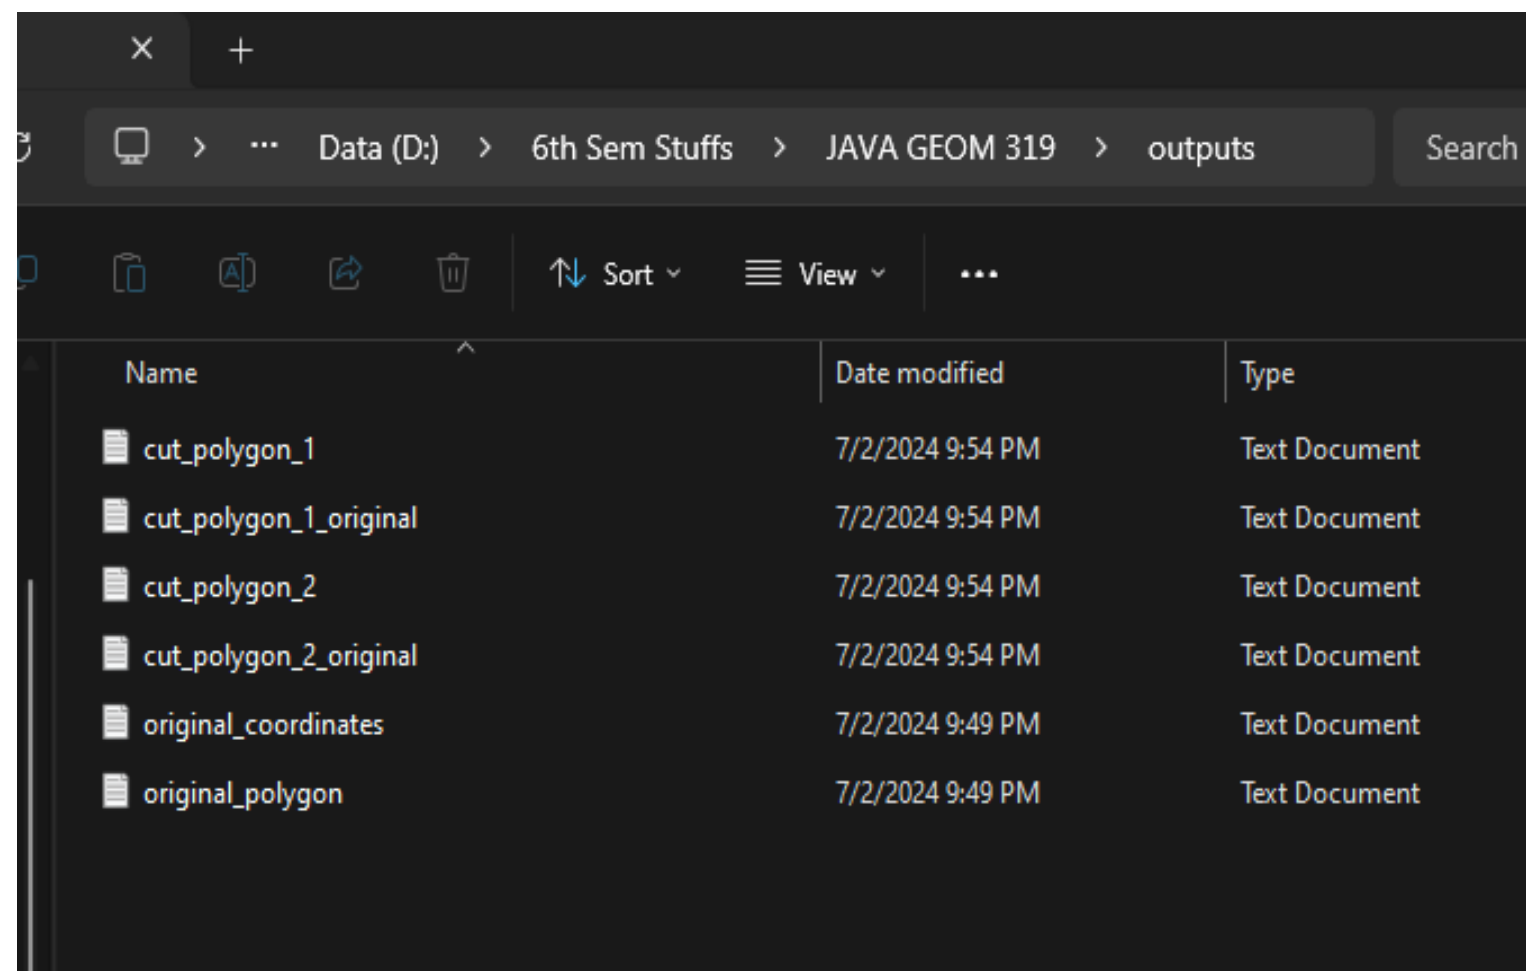 Data (D:) > 6th Sem Stuffs > JAVA GEOM 319 > outputs Search
Sort View
Name Date modified Type
cut_polygon_1 7/2/2024 9:54 PM Text Document
cut_polygon_1_original 7/2/2024 9:54 PM Text Document
cut_polygon_2 7/2/2024 9:54 PM Text Document
cut_polygon_2_original 7/2/2024 9:54 PM Text Document
original_coordinates 7/2/2024 9:49 PM Text Document
original_polygon 7/2/2024 9:49 PM Text Document